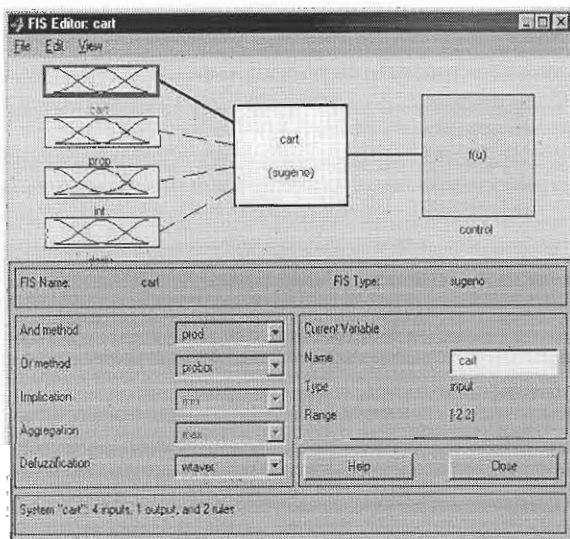 FIS Editor: cart
File Edit View
cart
prop
int
cart
(sugeno)
f(u)
control
FIS Name: cart FIS Type: sugeno
And method prod
Or method probor
Implication min
Aggregation max
Defuzzification wtaver
Current Variable
Name cart
Type input
Range [-2 2]
Help Close
System "cart": 4 inputs, 1 output, and 2 rules